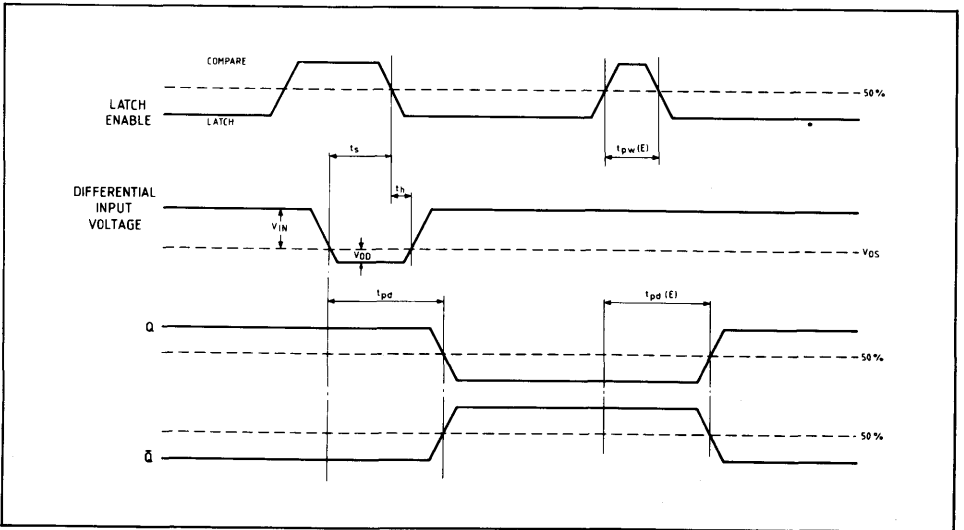 COMPARE
50%
LATCH
ENABLE
LATCH
ts
tpw(E)
th
DIFFERENTIAL
INPUT
VOLTAGE
VIN
VOD
VOS
tpd
tpd(E)
Q
50%
50%
Q̄